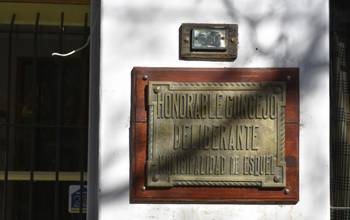 HONORABLE CONCEJO
DELIBERANTE
MUNICIPALIDAD DE ESQUEL